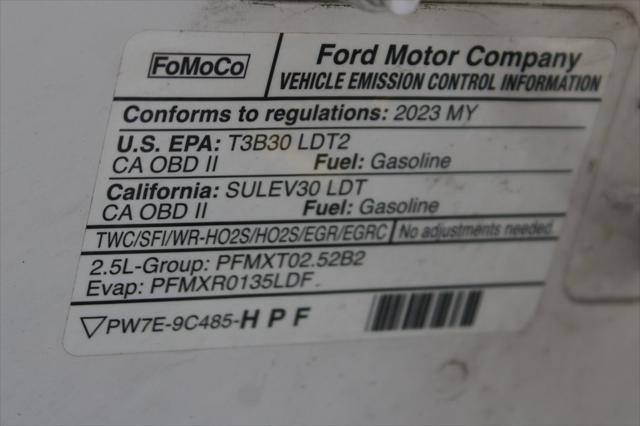 FoMoCo
Ford Motor Company
VEHICLE EMISSION CONTROL INFORMATION
Conforms to regulations: 2023 MY
U.S. EPA: T3B30 LDT2
CA OBD II Fuel: Gasoline
California: SULEV30 LDT
CA OBD II Fuel: Gasoline
TWC/SFI/WR-HO2S/HO2S/EGR/EGRC No adjustments needed.
2.5L-Group: PFMXT02.52B2
Evap: PFMXR0135LDF
PW7E-9C485-HPF